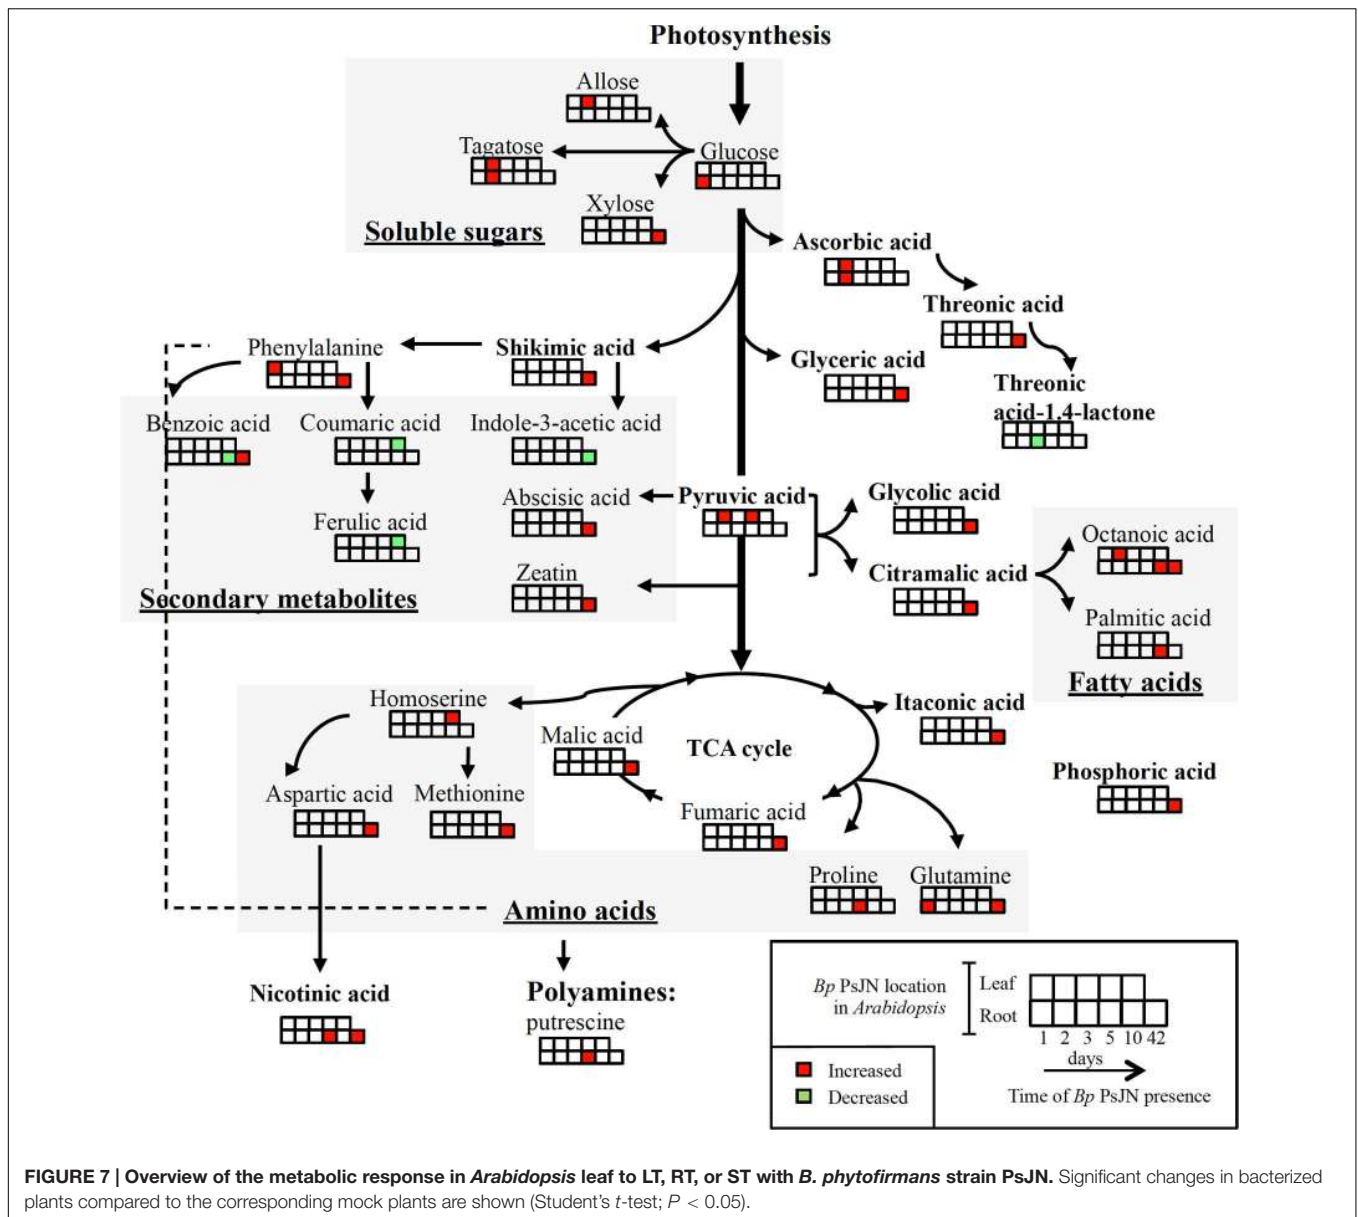 Photosynthesis
Allose
Tagatose
Glucose
Xylose
Soluble sugars
Ascorbic acid
Threonic acid
Phenylalanine
Shikimic acid
Glyceric acid
Threonic
acid-1.4-lactone
Benzoic acid
Coumaric acid
Indole-3-acetic acid
Abscisic acid
Pyruvic acid
Glycolic acid
Ferulic acid
Octanoic acid
Zeatin
Citramalic acid
Secondary metabolites
Palmitic acid
Fatty acids
Homoserine
Itaconic acid
Malic acid
TCA cycle
Phosphoric acid
Aspartic acid
Methionine
Fumaric acid
Proline
Glutamine
Amino acids
Nicotinic acid
Polyamines:
putrescine
Bp PsJN location
in Arabidopsis
Leaf
Root
1 2 3 5 10 42
days
Time of Bp PsJN presence
Increased
Decreased
FIGURE 7 | Overview of the metabolic response in Arabidopsis leaf to LT, RT, or ST with B. phytofirmans strain PsJN. Significant changes in bacterized
plants compared to the corresponding mock plants are shown (Student's t-test; P < 0.05).